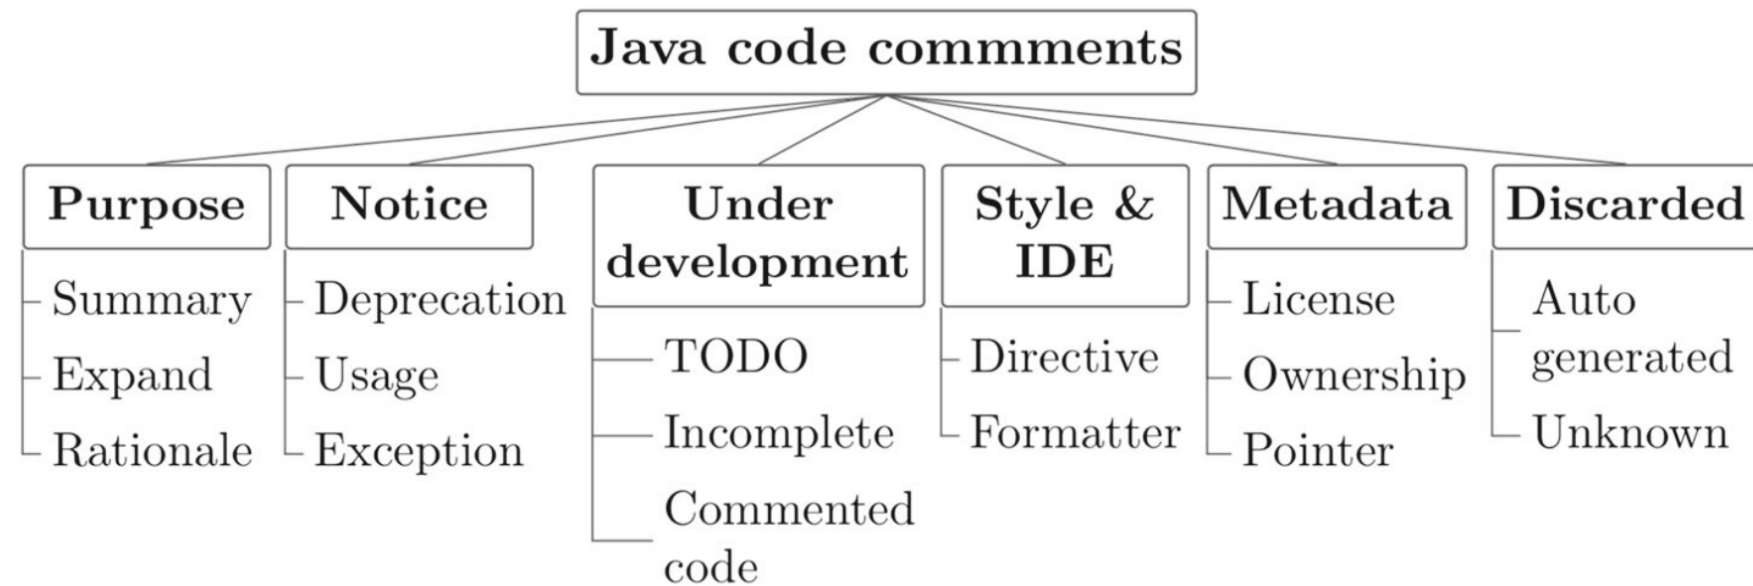 Java code commments
Purpose
Notice
Under
development
Style &
IDE
Metadata
Discarded
Summary
Expand
Rationale
Deprecation
Usage
Exception
TODO
Incomplete
Commented
code
Directive
Formatter
License
Ownership
Pointer
Auto
generated
Unknown